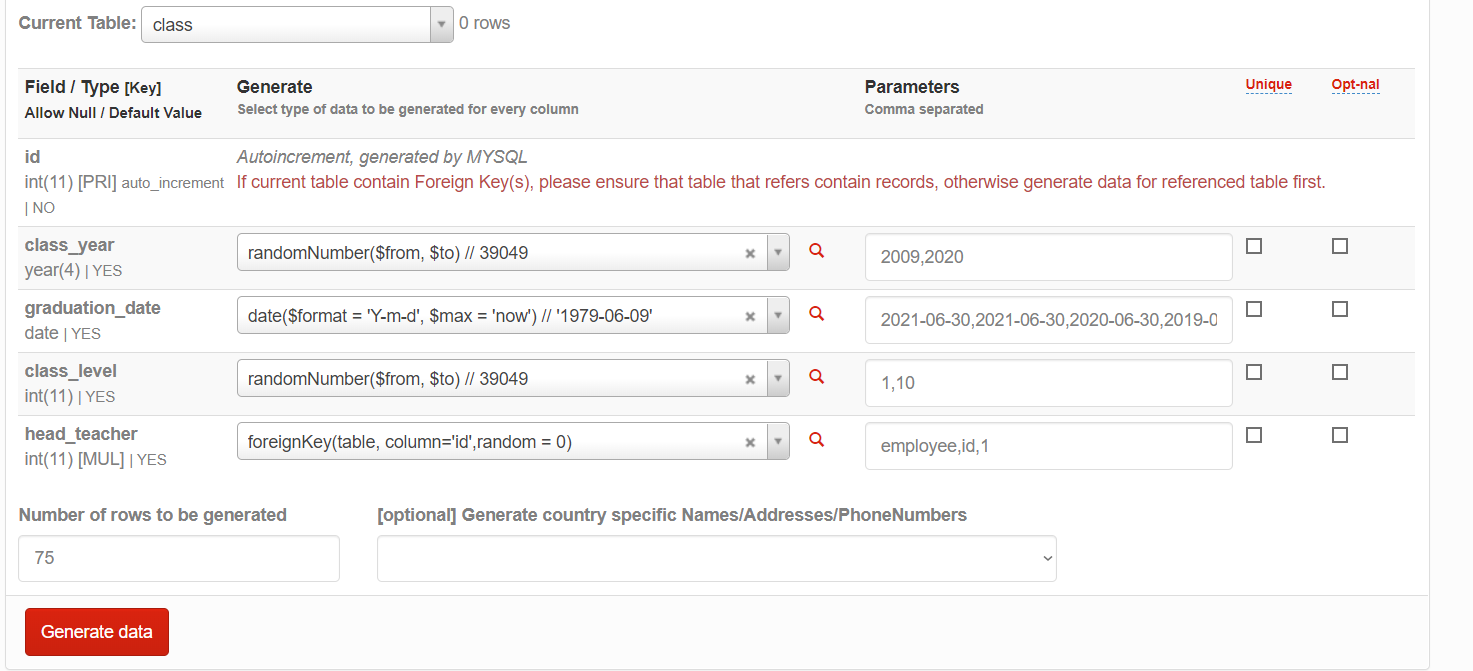 Current Table: class 0 rows
Field / Type [Key] Generate Parameters Unique Opt-nal
Allow Null / Default Value Select type of data to be generated for every column Comma separated
id Autoincrement, generated by MYSQL
int(11) [PRI] auto_increment If current table contain Foreign Key(s), please ensure that table that refers contain records, otherwise generate data for referenced table first.
| NO
class_year randomNumber($from, $to) // 39049 2009,2020
year(4) | YES
graduation_date date($format = 'Y-m-d', $max = 'now') // '1979-06-09' 2021-06-30,2021-06-30,2020-06-30,2019-0
date | YES
class_level randomNumber($from, $to) // 39049 1,10
int(11) | YES
head_teacher foreignKey(table, column='id',random = 0) employee,id,1
int(11) [MUL] | YES
Number of rows to be generated [optional] Generate country specific Names/Addresses/PhoneNumbers
75
Generate data